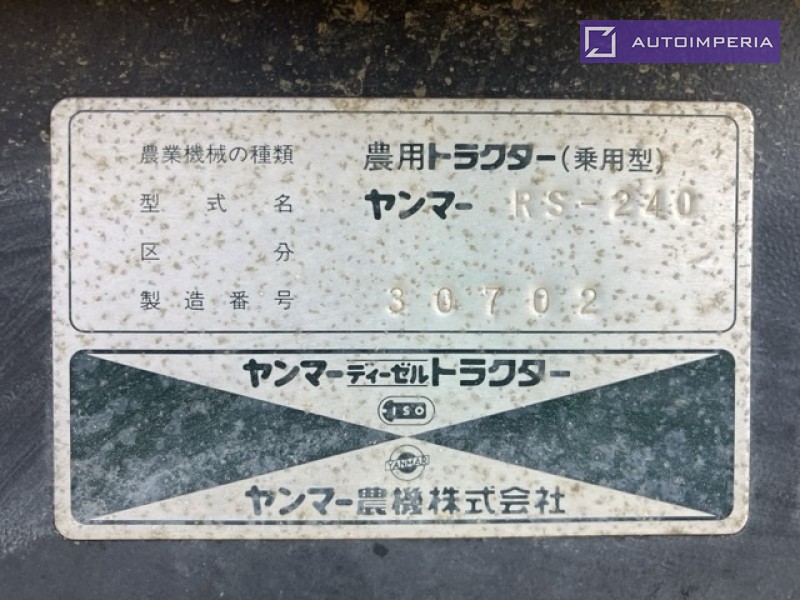 AUTOIMPERIA
農業機械の種類 農用トラクター(乗用型)
型式名 ヤンマー RS-240
区分
製造番号 30702
ヤンマーディーゼルトラクター
ISO
YANMAR
ヤンマー農機株式会社